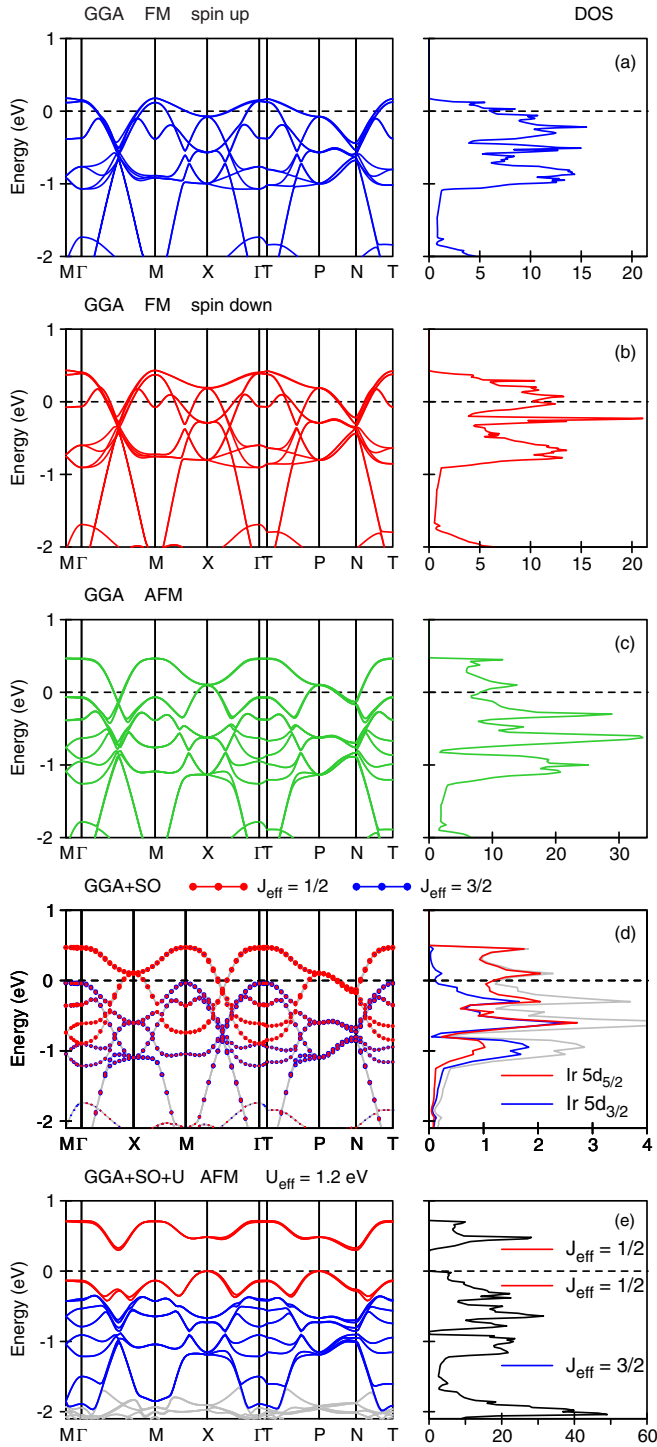 GGA FM spin up DOS
(a)
Energy (eV)
1
0
-1
-2
M Γ M X Γ T P N T
0 5 10 15 20
GGA FM spin down
(b)
Energy (eV)
1
0
-1
-2
M Γ M X Γ T P N T
0 5 10 15 20
GGA AFM
(c)
Energy (eV)
1
0
-1
-2
M Γ M X Γ T P N T
0 10 20 30
GGA+SO J_eff = 1/2 J_eff = 3/2
(d)
Energy (eV)
1
0
-1
-2
Ir 5d5/2
Ir 5d3/2
M Γ X M Γ T P N T
0 1 2 3 4
GGA+SO+U AFM Ueff = 1.2 eV
(e)
Energy (eV)
1
0
-1
-2
J_eff = 1/2
J_eff = 1/2
J_eff = 3/2
M Γ M X Γ T P N T
0 20 40 60